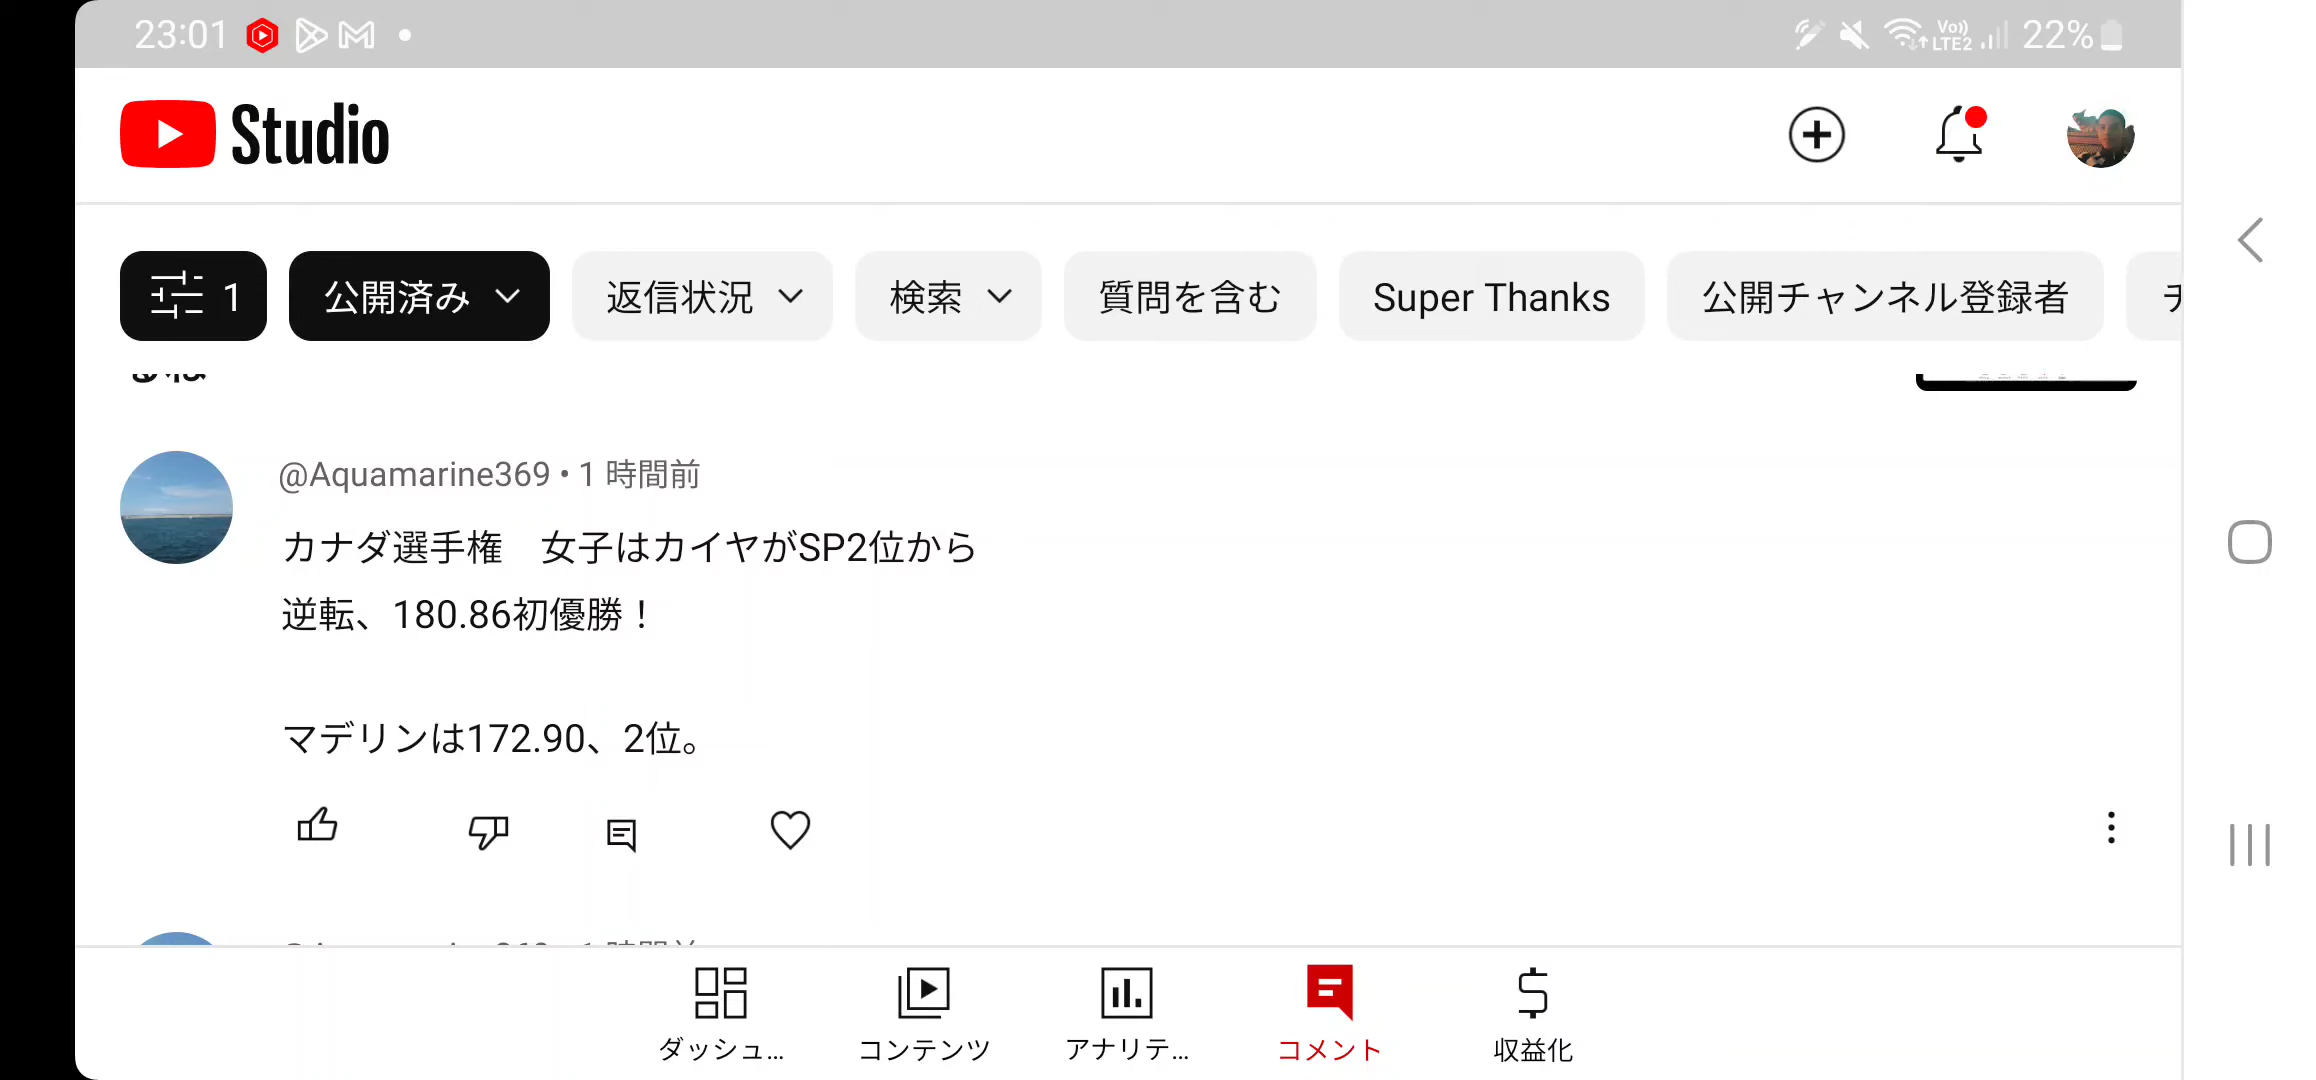 23:01
Vo)) LTE2 22%
Studio
1 公開済み 返信状況 検索 質問を含む Super Thanks 公開チャンネル登録者
@Aquamarine369 • 1 時間前
カナダ選手権　女子はカイヤがSP2位から
逆転、180.86初優勝！
マデリンは172.90、2位。
ダッシュ... コンテンツ アナリテ... コメント 収益化